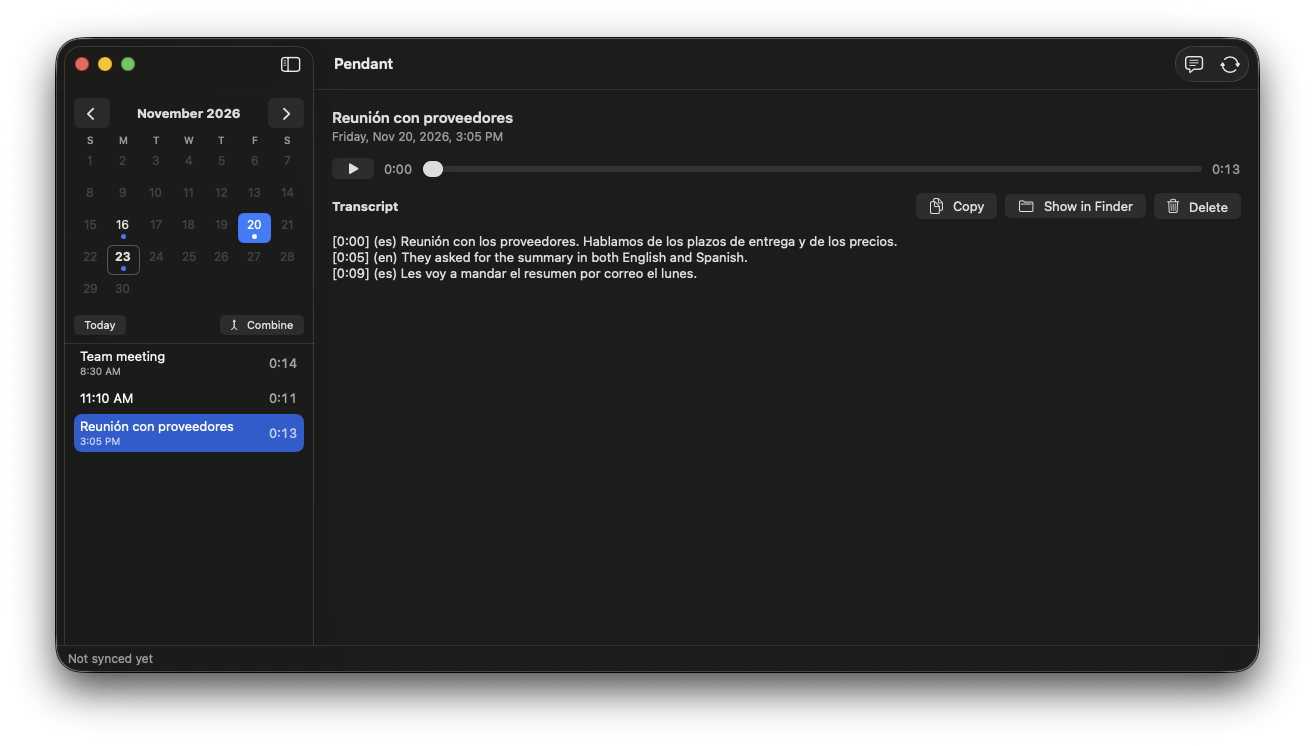 Pendant
November 2026
S M T W T F S
1 2 3 4 5 6 7
8 9 10 11 12 13 14
15 16 17 18 19 20 21
22 23 24 25 26 27 28
29 30
Today Combine
Team meeting 0:14
8:30 AM
11:10 AM 0:11
Reunión con proveedores 0:13
3:05 PM
Not synced yet
Reunión con proveedores
Friday, Nov 20, 2026, 3:05 PM
0:00 0:13
Transcript Copy Show in Finder Delete
[0:00] (es) Reunión con los proveedores. Hablamos de los plazos de entrega y de los precios.
[0:05] (en) They asked for the summary in both English and Spanish.
[0:09] (es) Les voy a mandar el resumen por correo el lunes.